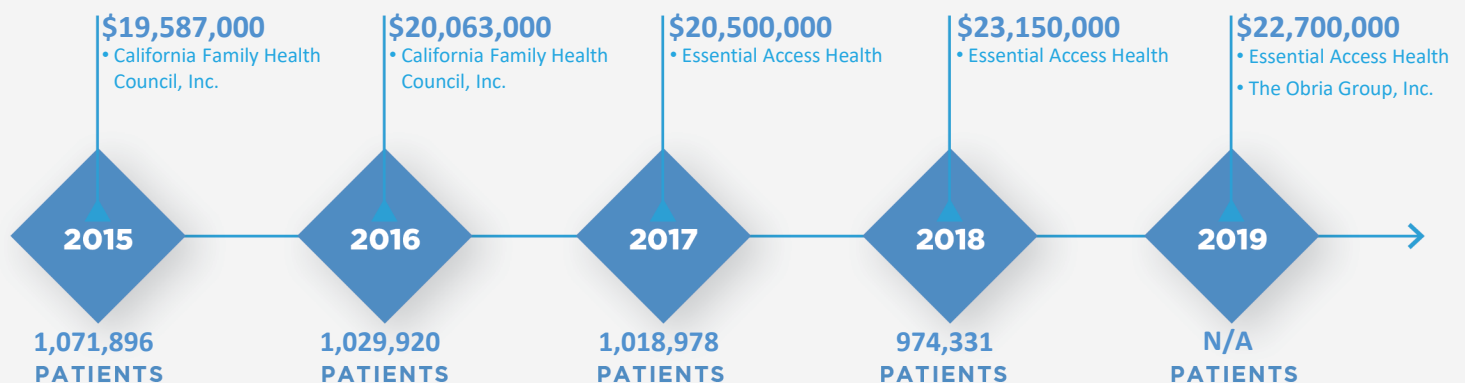 $19,587,000
• California Family Health
Council, Inc.
$20,063,000
• California Family Health
Council, Inc.
$20,500,000
• Essential Access Health
$23,150,000
• Essential Access Health
$22,700,000
• Essential Access Health
• The Obria Group, Inc.
2015
2016
2017
2018
2019
1,071,896
PATIENTS
1,029,920
PATIENTS
1,018,978
PATIENTS
974,331
PATIENTS
N/A
PATIENTS